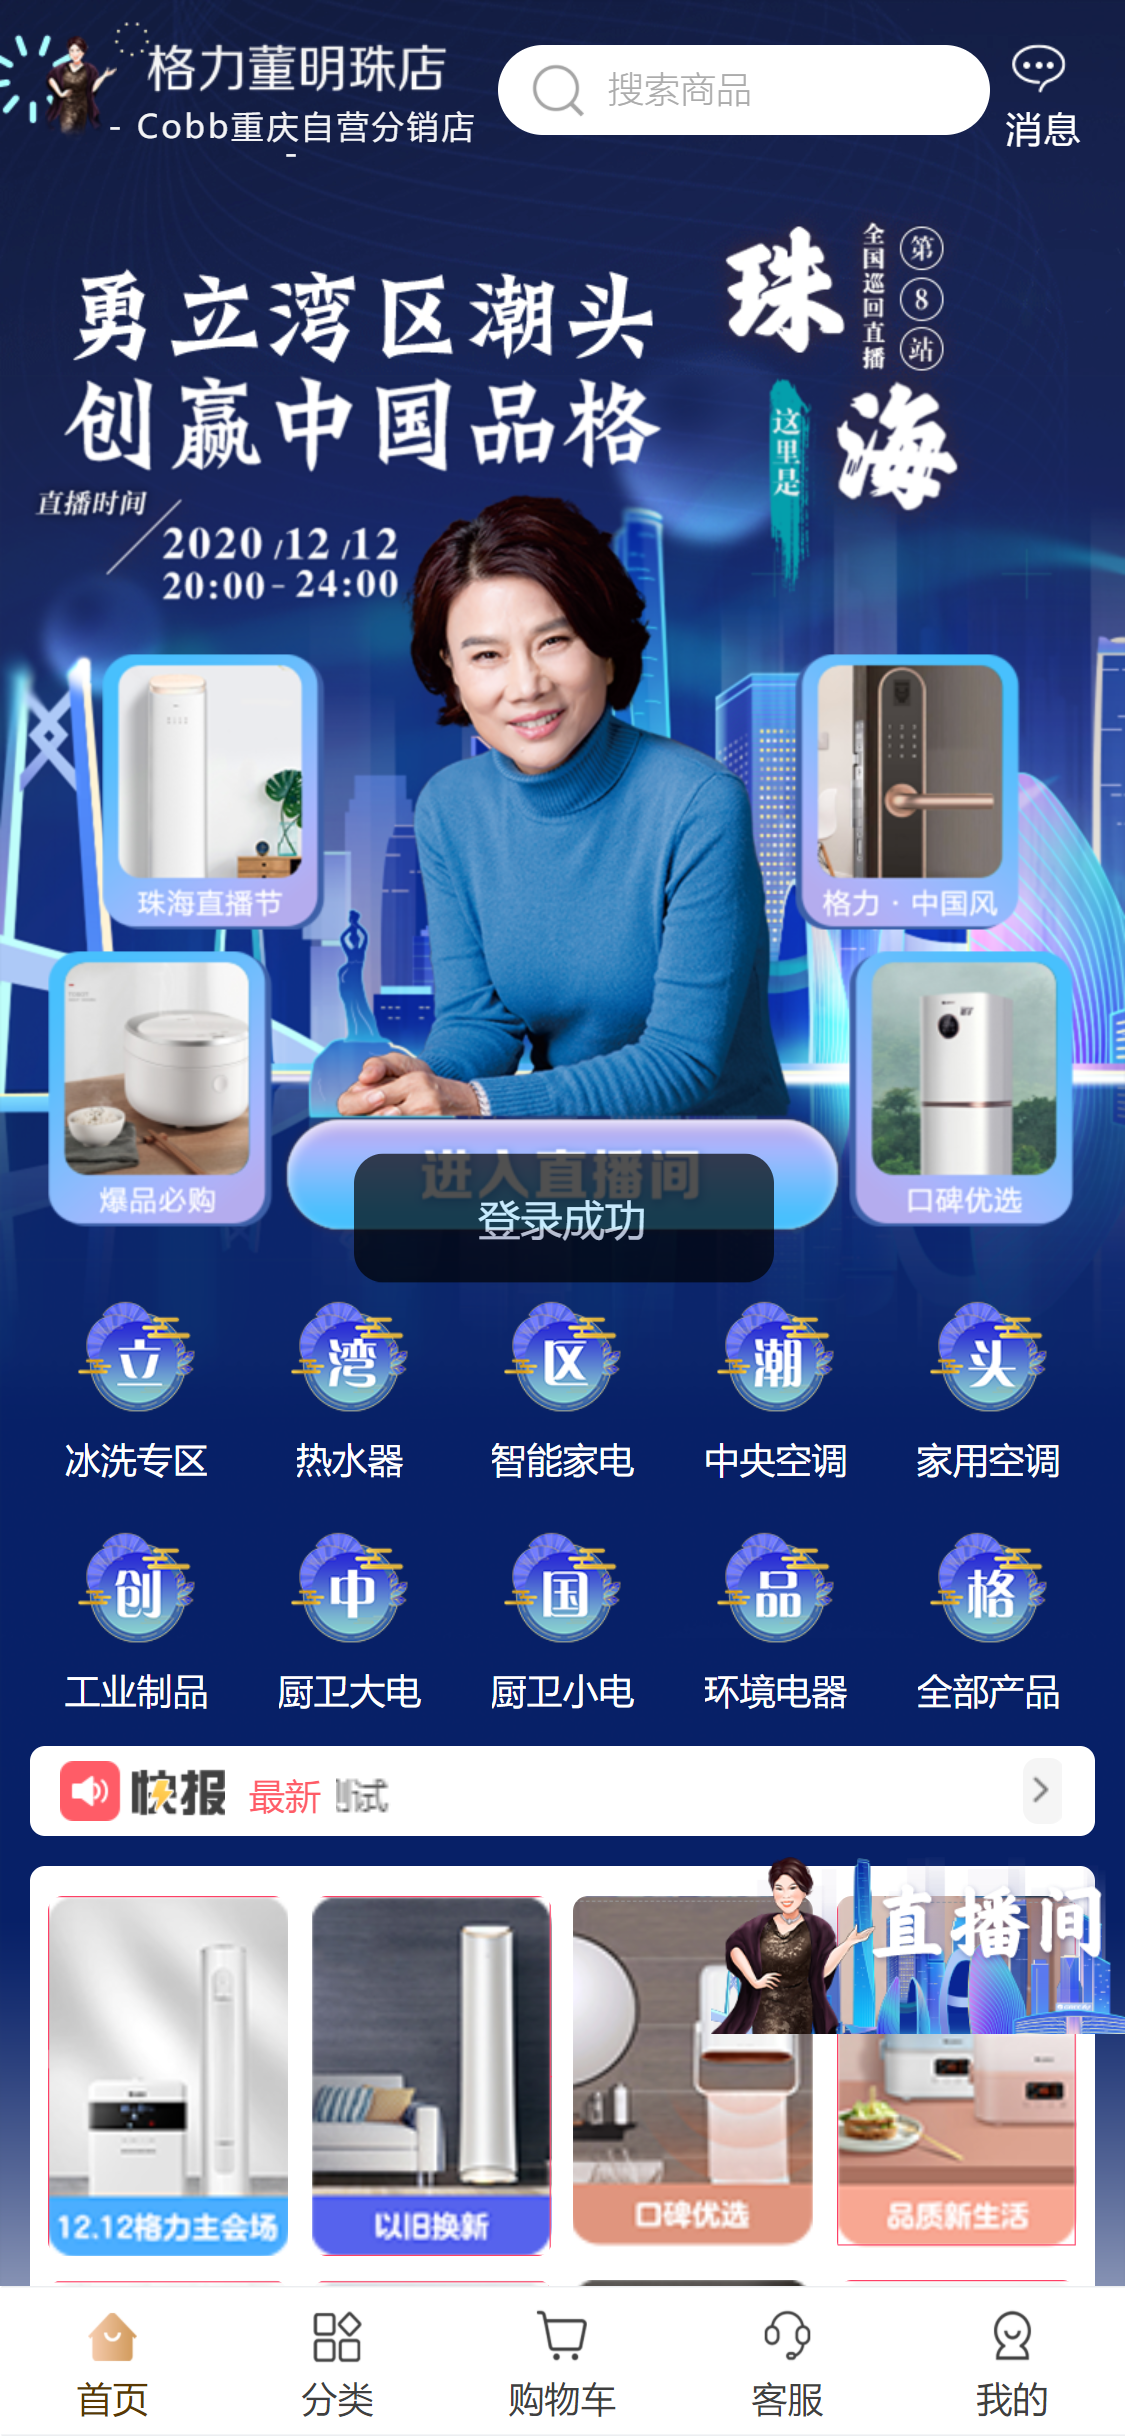 格力董明珠店
- Cobb重庆自营分销店
-
搜索商品
消息
勇立湾区潮头
创赢中国品格
珠海
全国巡回直播
第8站
这里是
直播时间
2020/12/12
20:00-24:00
珠海直播节
格力·中国风
爆品必购
口碑优选
进入直播间
登录成功
立 湾 区 潮 头
冰洗专区 热水器 智能家电 中央空调 家用空调
创 中 国 品 格
工业制品 厨卫大电 厨卫小电 环境电器 全部产品
快报 最新 测试
直播间
12.12格力主会场 以旧换新 口碑优选 品质新生活
首页 分类 购物车 客服 我的